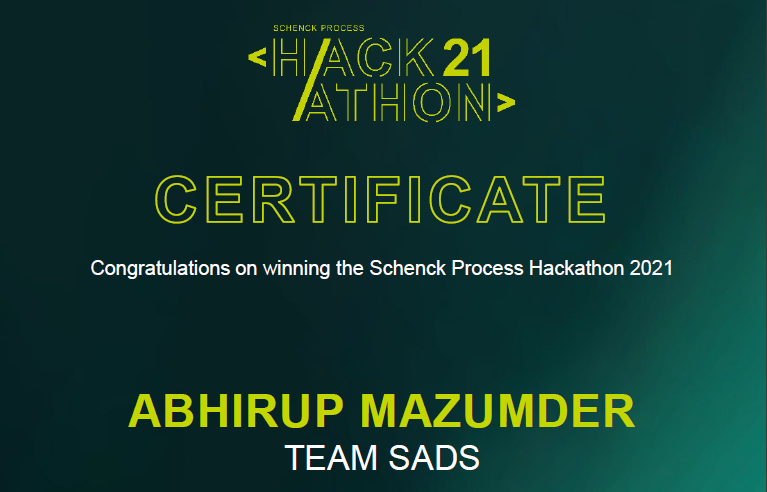 SCHENCK PROCESS
<HACK 21
/ATHON>
CERTIFICATE
Congratulations on winning the Schenck Process Hackathon 2021
ABHIRUP MAZUMDER
TEAM SADS